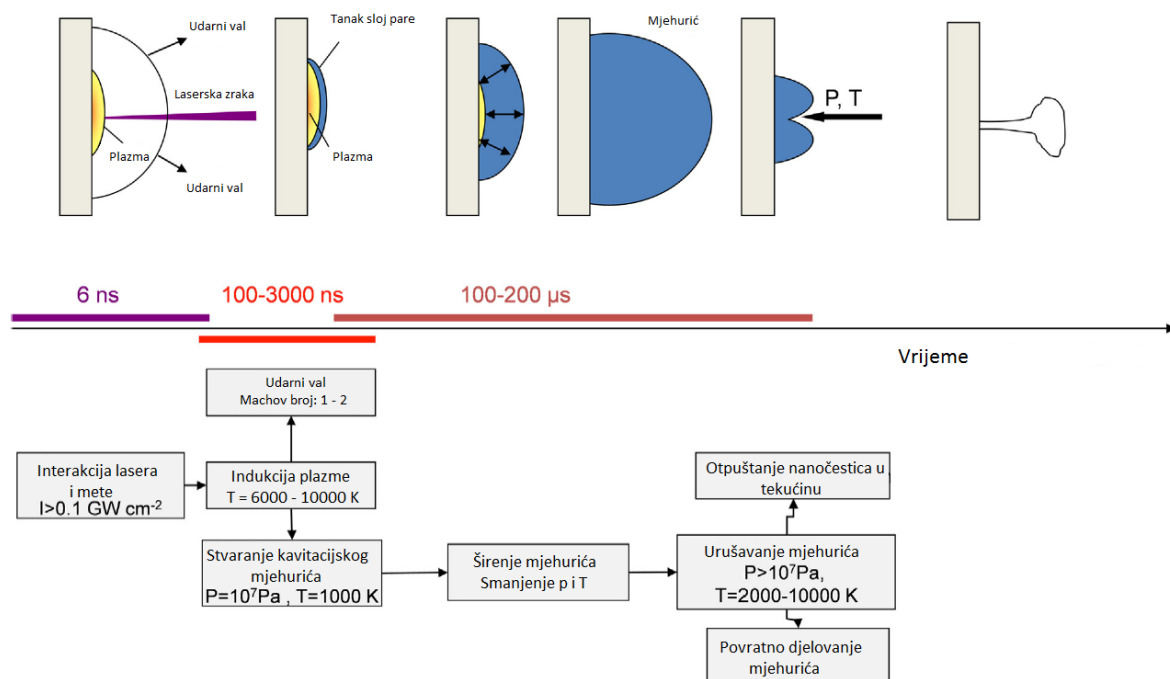 Udarni val
Laserska zraka
Plazma
Udarni val
Tanak sloj pare
Plazma
Mjehurić
P, T
6 ns
100-3000 ns
100-200 µs
Vrijeme
Udarni val
Machov broj: 1 - 2
Interakcija lasera
i mete
I>0.1 GW cm-2
Indukcija plazme
T = 6000 - 10000 K
Stvaranje kavitacijskog
mjehurića
P=10⁷Pa , T=1000 K
Širenje mjehurića
Smanjenje p i T
Otpuštanje nanočestica u
tekućinu
Urušavanje mjehurića
P>10⁷Pa,
T=2000-10000 K
Povratno djelovanje
mjehurića